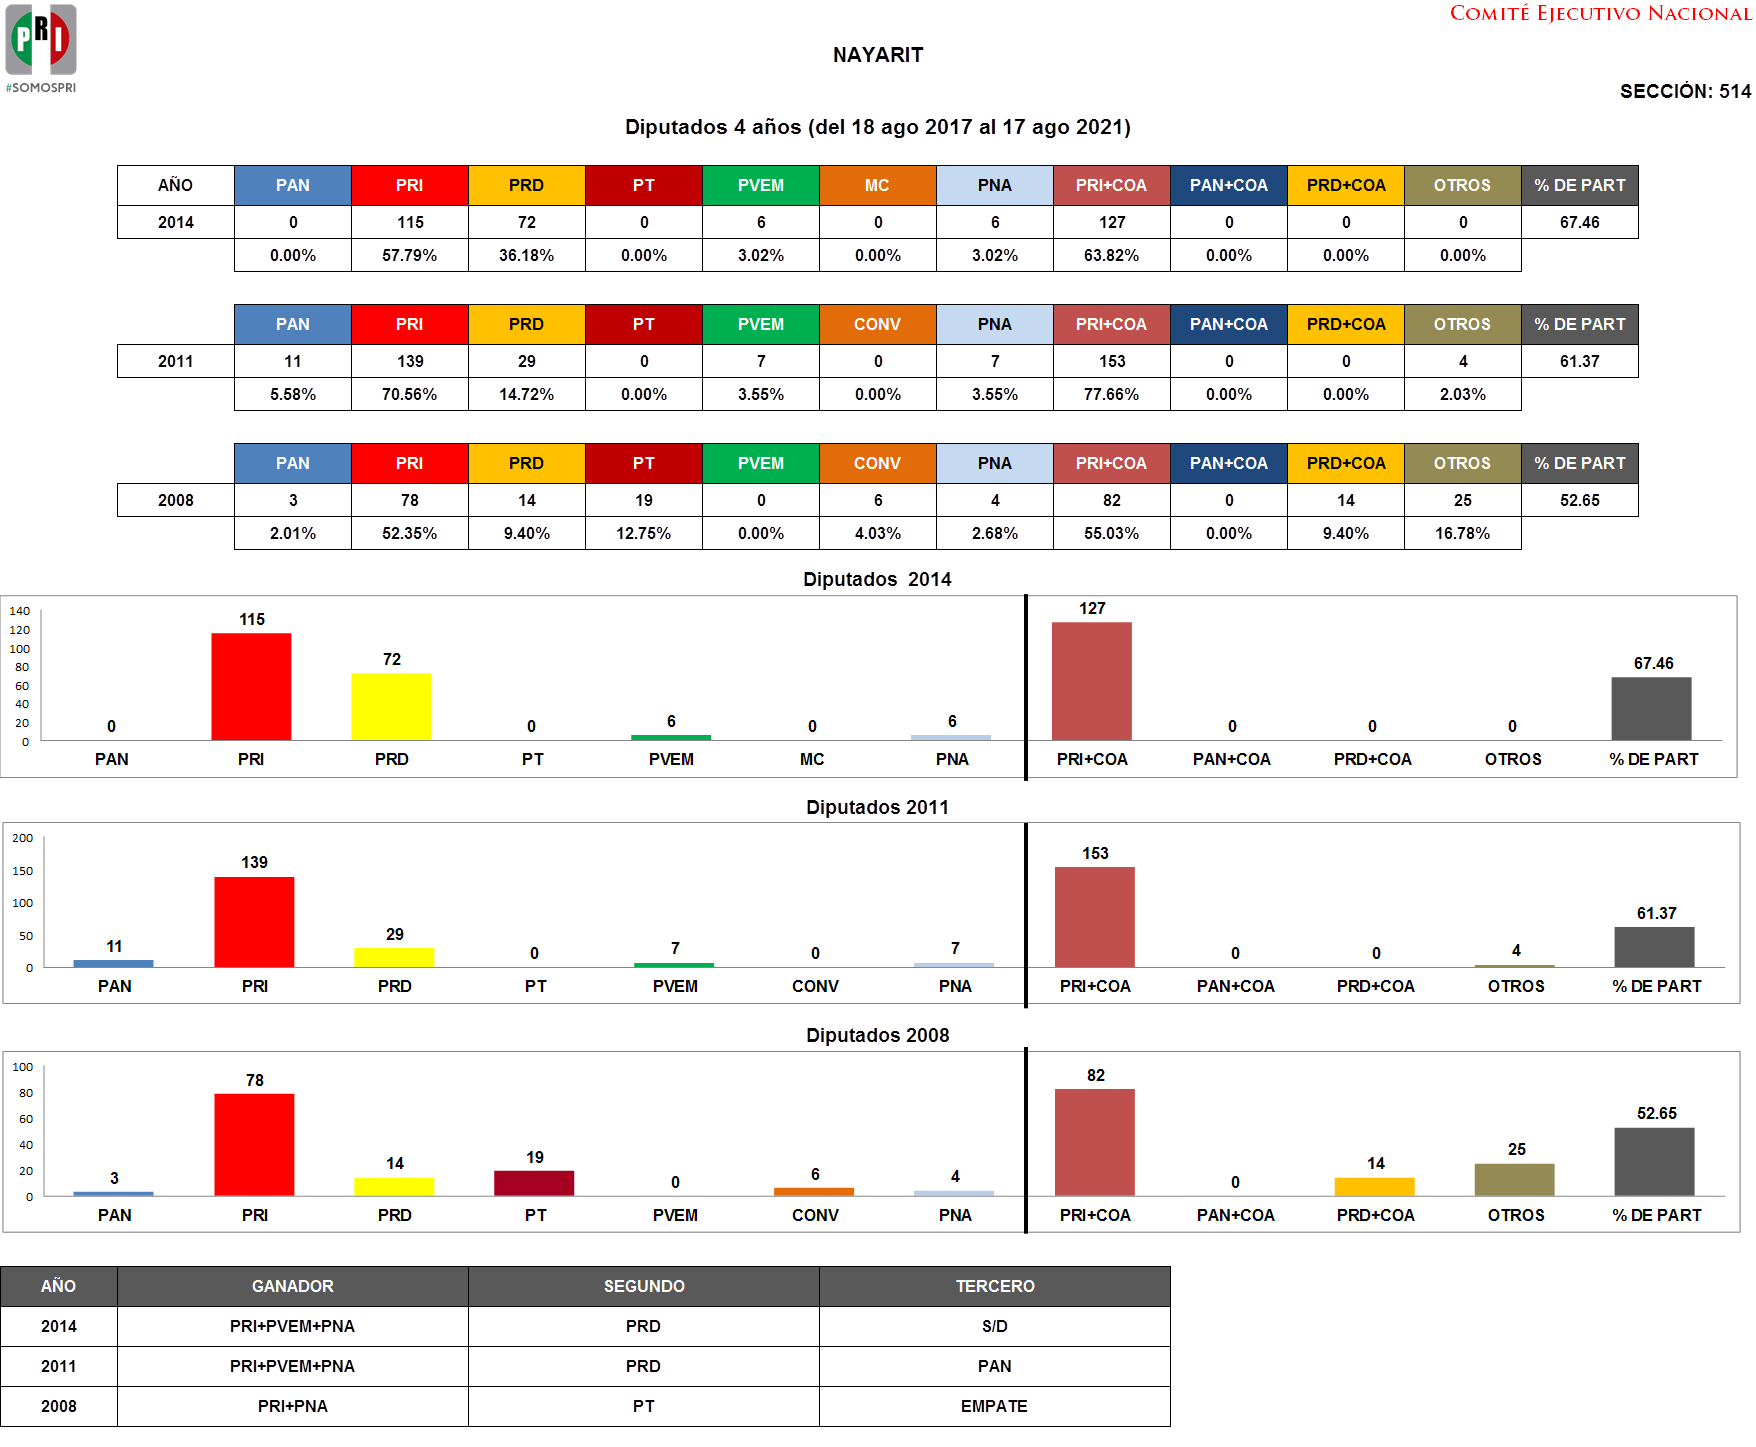 PRI
#SOMOSPRI
COMITÉ EJECUTIVO NACIONAL
NAYARIT
SECCIÓN: 514
Diputados 4 años (del 18 ago 2017 al 17 ago 2021)
AÑO PAN PRI PRD PT PVEM MC PNA PRI+COA PAN+COA PRD+COA OTROS % DE PART
2014 0 115 72 0 6 0 6 127 0 0 0 67.46
0.00% 57.79% 36.18% 0.00% 3.02% 0.00% 3.02% 63.82% 0.00% 0.00% 0.00%
PAN PRI PRD PT PVEM CONV PNA PRI+COA PAN+COA PRD+COA OTROS % DE PART
2011 11 139 29 0 7 0 7 153 0 0 4 61.37
5.58% 70.56% 14.72% 0.00% 3.55% 0.00% 3.55% 77.66% 0.00% 0.00% 2.03%
PAN PRI PRD PT PVEM CONV PNA PRI+COA PAN+COA PRD+COA OTROS % DE PART
2008 3 78 14 19 0 6 4 82 0 14 25 52.65
2.01% 52.35% 9.40% 12.75% 0.00% 4.03% 2.68% 55.03% 0.00% 9.40% 16.78%
Diputados 2014
140
120
100
80
60
40
20
0
0 115 72 0 6 0 6 127 0 0 0 67.46
PAN PRI PRD PT PVEM MC PNA PRI+COA PAN+COA PRD+COA OTROS % DE PART
Diputados 2011
200
150
100
50
0
11 139 29 0 7 0 7 153 0 0 4 61.37
PAN PRI PRD PT PVEM CONV PNA PRI+COA PAN+COA PRD+COA OTROS % DE PART
Diputados 2008
100
80
60
40
20
0
3 78 14 19 0 6 4 82 0 14 25 52.65
PAN PRI PRD PT PVEM CONV PNA PRI+COA PAN+COA PRD+COA OTROS % DE PART
AÑO GANADOR SEGUNDO TERCERO
2014 PRI+PVEM+PNA PRD S/D
2011 PRI+PVEM+PNA PRD PAN
2008 PRI+PNA PT EMPATE